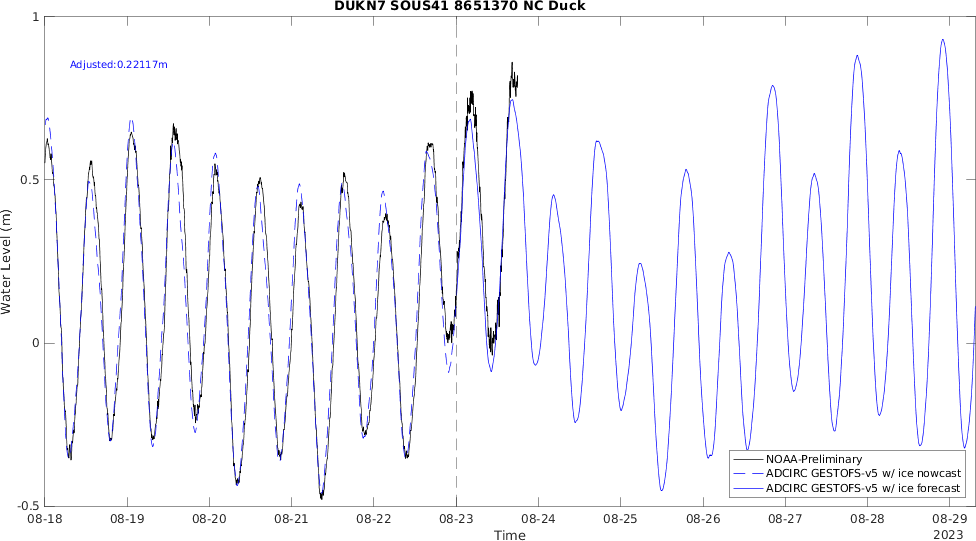 DUKN7 SOUS41 8651370 NC Duck
Adjusted:0.22117m
Water Level (m)
1
0.5
0
-0.5
NOAA-Preliminary
ADCIRC GESTOFS-v5 w/ ice nowcast
ADCIRC GESTOFS-v5 w/ ice forecast
08-18 08-19 08-20 08-21 08-22 08-23 08-24 08-25 08-26 08-27 08-28 08-29
2023
Time